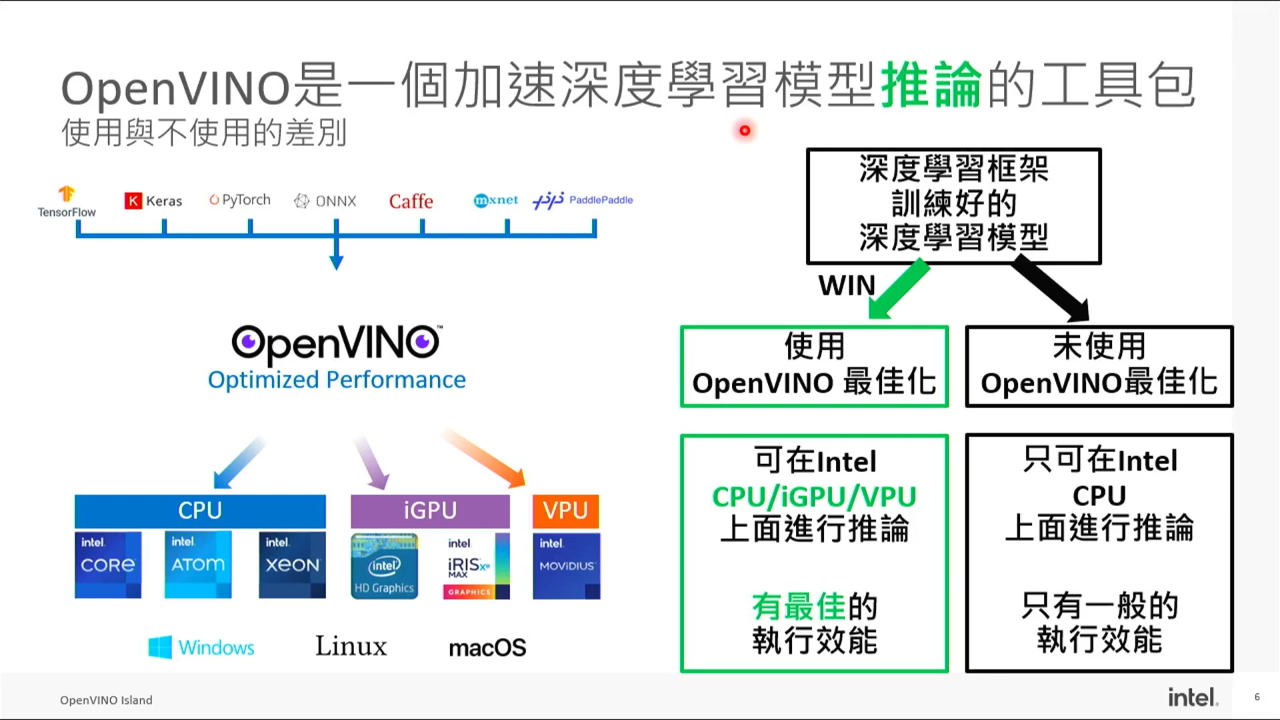 OpenVINO是一個加速深度學習模型推論的工具包
使用與不使用的差別
TensorFlow
Keras
PyTorch
ONNX
Caffe
mxnet
PaddlePaddle
OpenVINO™
Optimized Performance
CPU
iGPU
VPU
intel.
CORE
intel.
ATOM
intel.
XEON
intel
HD Graphics
intel.
iRIS Xe
MAX
GRAPHICS
intel.
MOVIDIUS
Windows
Linux
macOS
深度學習框架
訓練好的
深度學習模型
WIN
使用
OpenVINO 最佳化
未使用
OpenVINO最佳化
可在Intel
CPU/iGPU/VPU
上面進行推論
有最佳的
執行效能
只可在Intel
CPU
上面進行推論
只有一般的
執行效能
OpenVINO Island
intel.
6